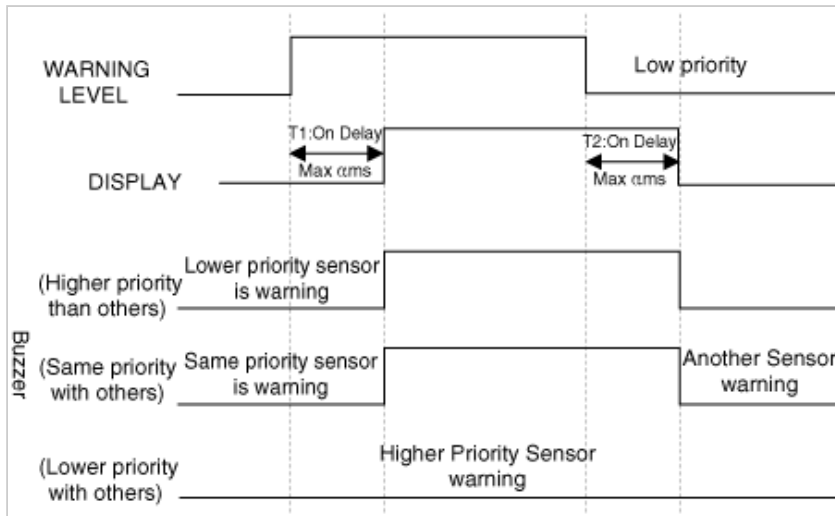 WARNING
LEVEL
Low priority
T1:On Delay
Max αms
T2:On Delay
Max αms
DISPLAY
Buzzer
(Higher priority
than others)
Lower priority sensor
is warning
(Same priority
with others)
Same priority sensor
is warning
Another Sensor
warning
(Lower priority
with others)
Higher Priority Sensor
warning